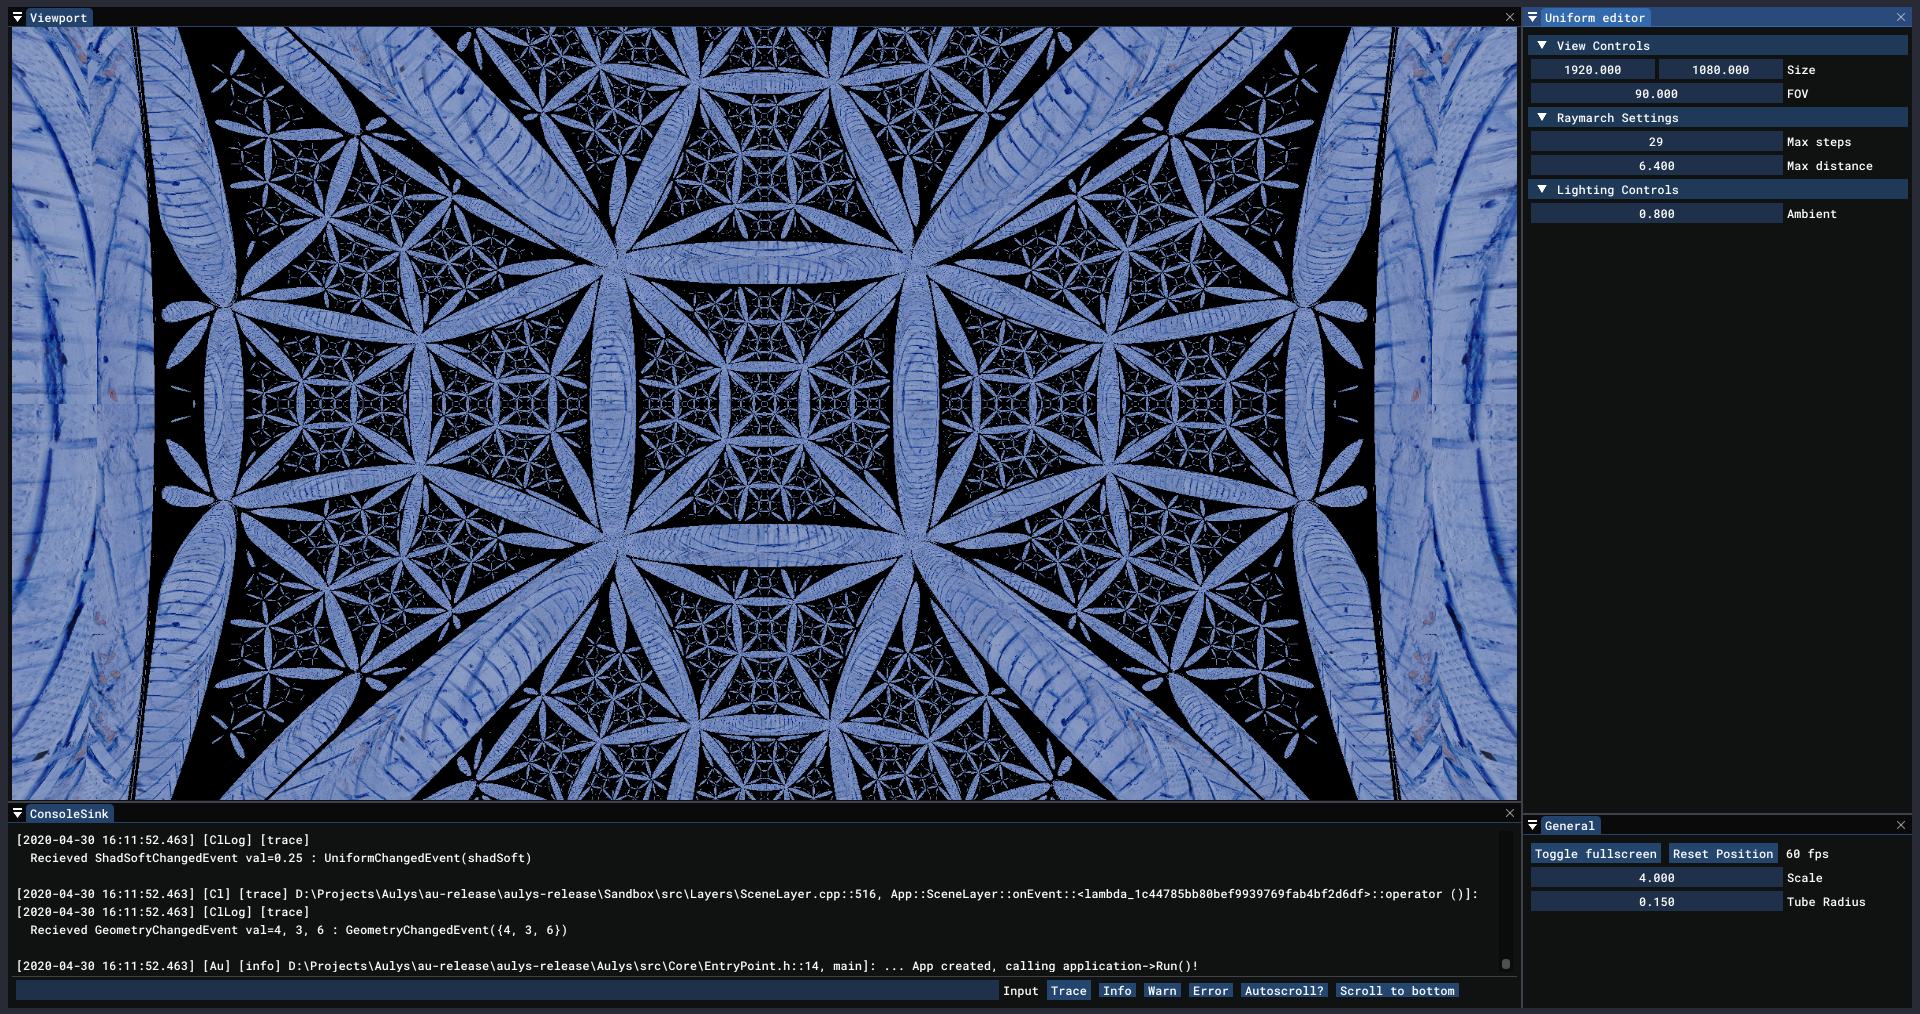 Viewport
Uniform editor
View Controls
1920.000 1080.000 Size
90.000 FOV
Raymarch Settings
29 Max steps
6.400 Max distance
Lighting Controls
0.800 Ambient
ConsoleSink
[2020-04-30 16:11:52.463] [ClLog] [trace]
Recieved ShadSoftChangedEvent val=0.25 : UniformChangedEvent(shadSoft)
[2020-04-30 16:11:52.463] [Cl] [trace] D:\Projects\Aulys\au-release\aulys-release\Sandbox\src\Layers\SceneLayer.cpp::516, App::SceneLayer::onEvent::<lambda_1c44785bb80bef9939769fab4bf2d6df>::operator ()]:
[2020-04-30 16:11:52.463] [ClLog] [trace]
Recieved GeometryChangedEvent val=4, 3, 6 : GeometryChangedEvent({4, 3, 6})
[2020-04-30 16:11:52.463] [Au] [info] D:\Projects\Aulys\au-release\aulys-release\Aulys\src\Core\EntryPoint.h::14, main]: ... App created, calling application->Run()!
Input Trace Info Warn Error Autoscroll? Scroll to bottom
General
Toggle fullscreen Reset Position 60 fps
4.000 Scale
0.150 Tube Radius